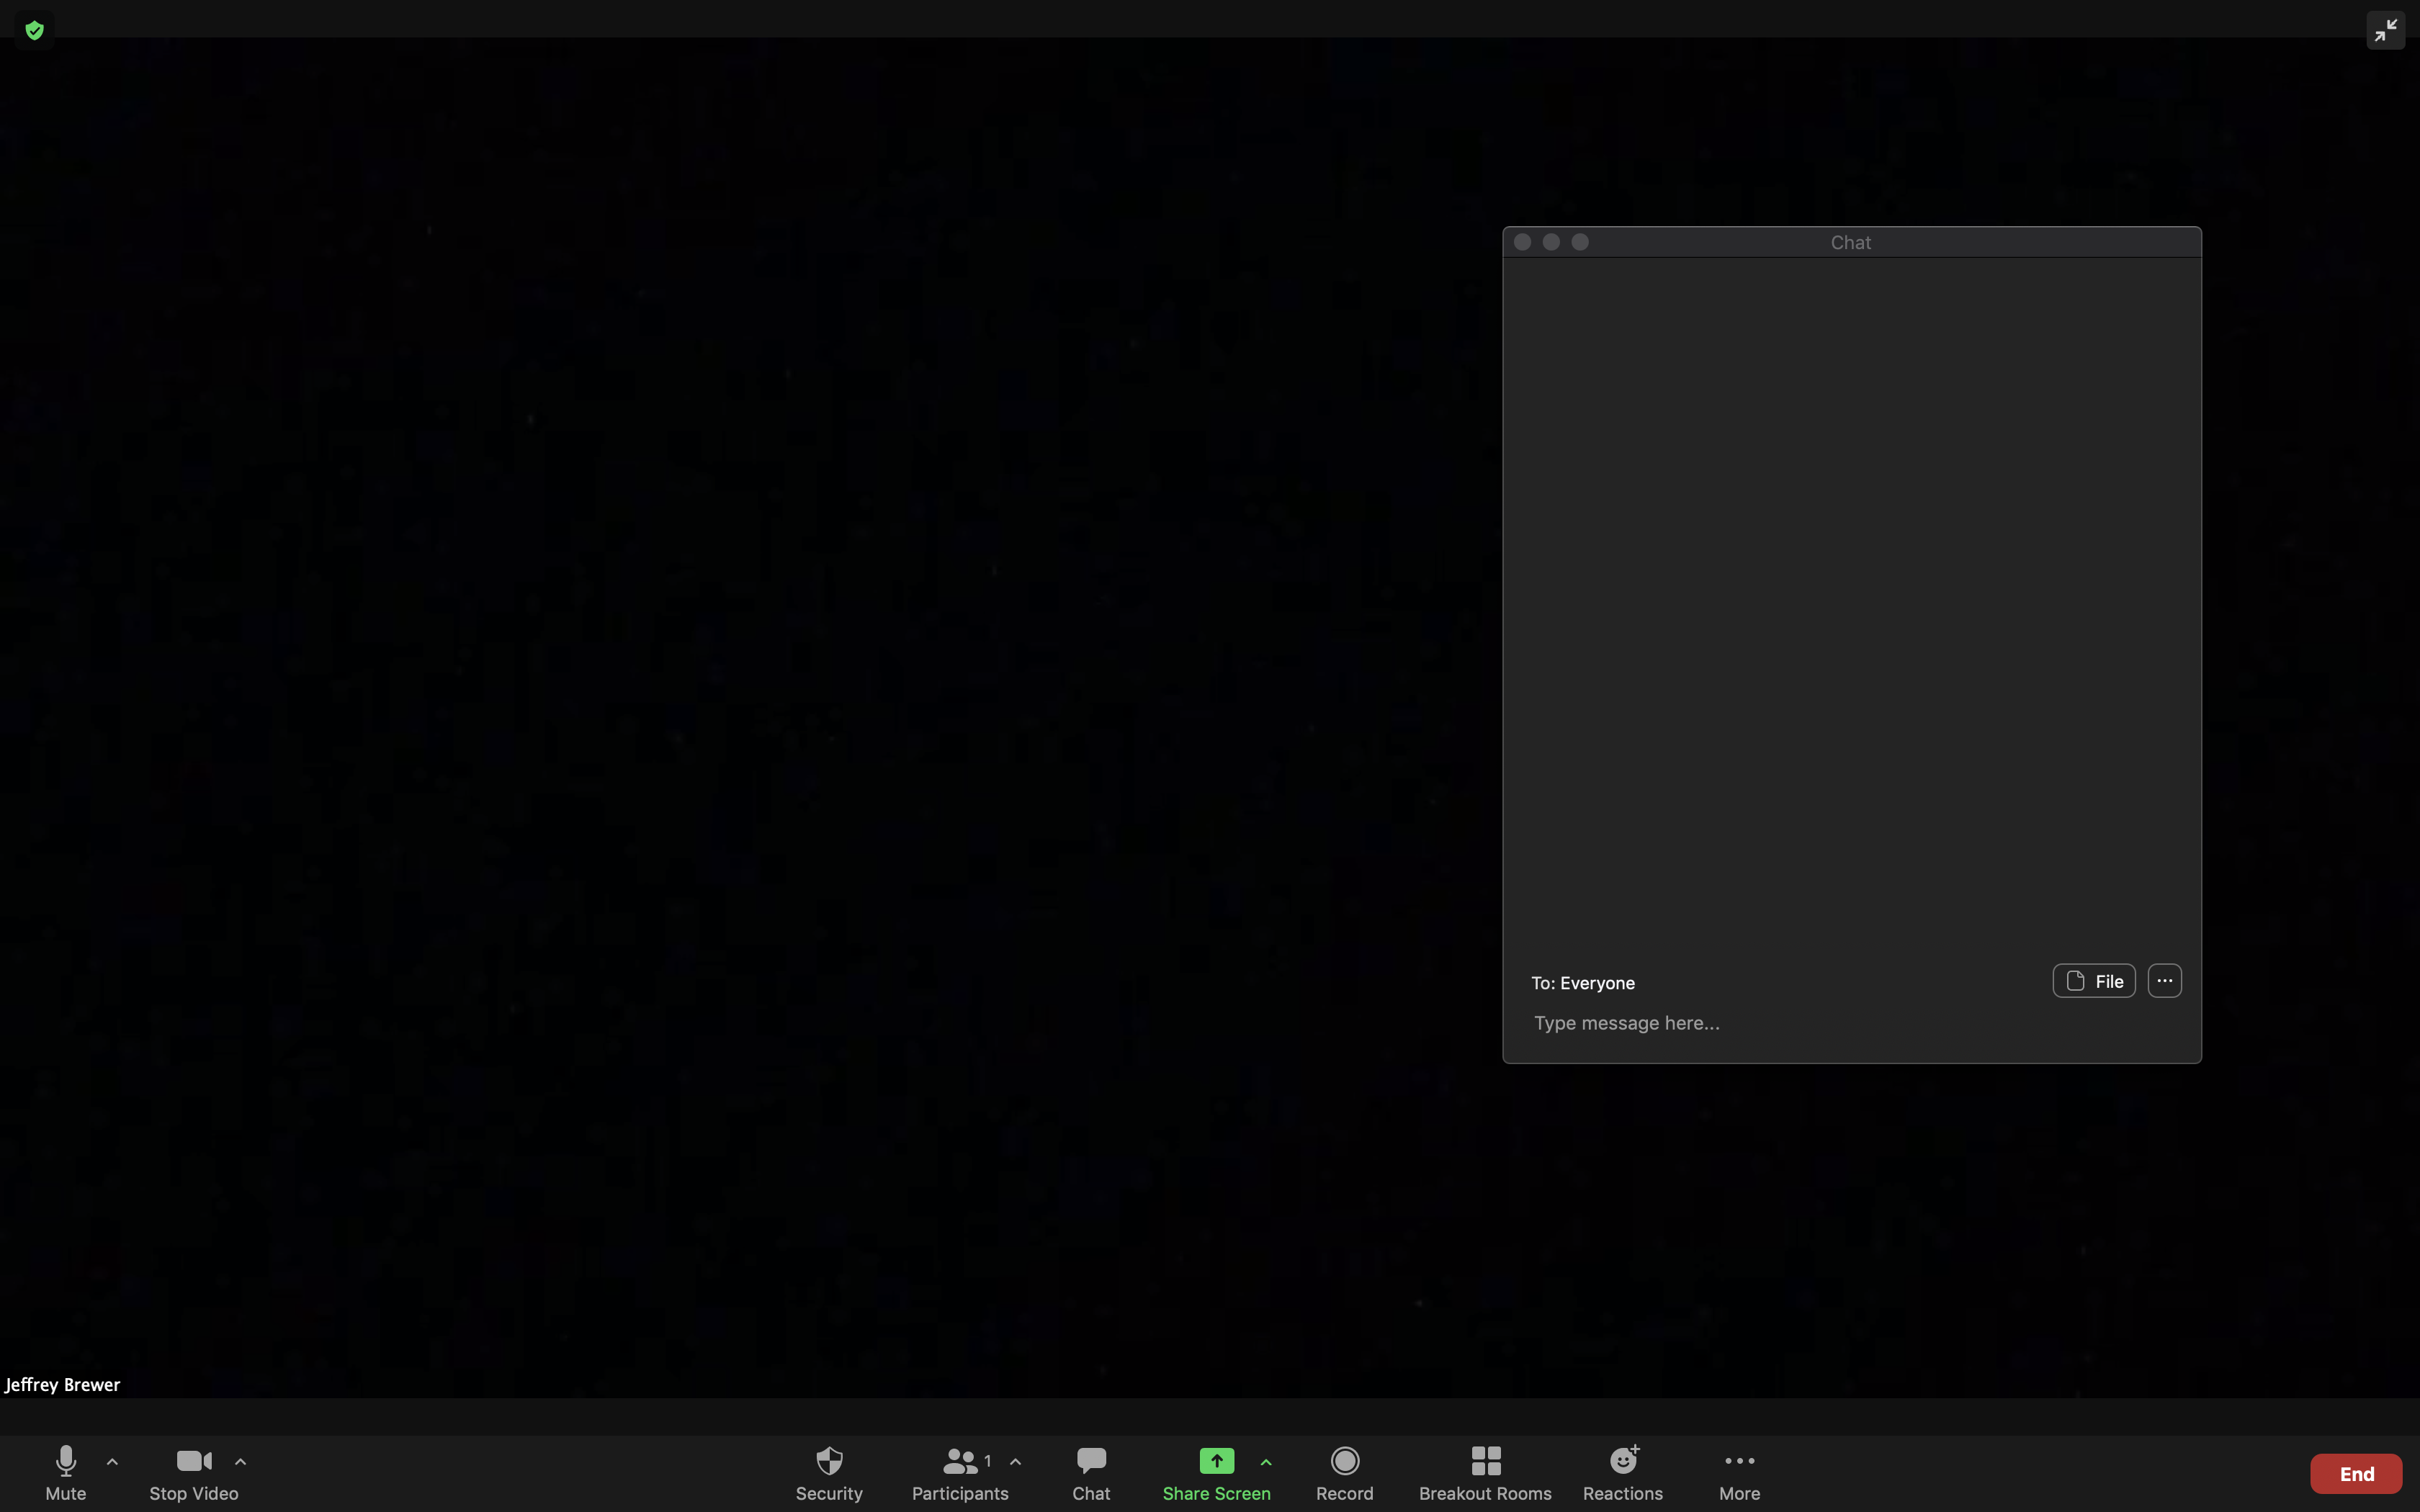 Chat
To: Everyone
File
Type message here...
Jeffrey Brewer
Mute
Stop Video
Security
Participants
1
Chat
Share Screen
Record
Breakout Rooms
Reactions
More
End